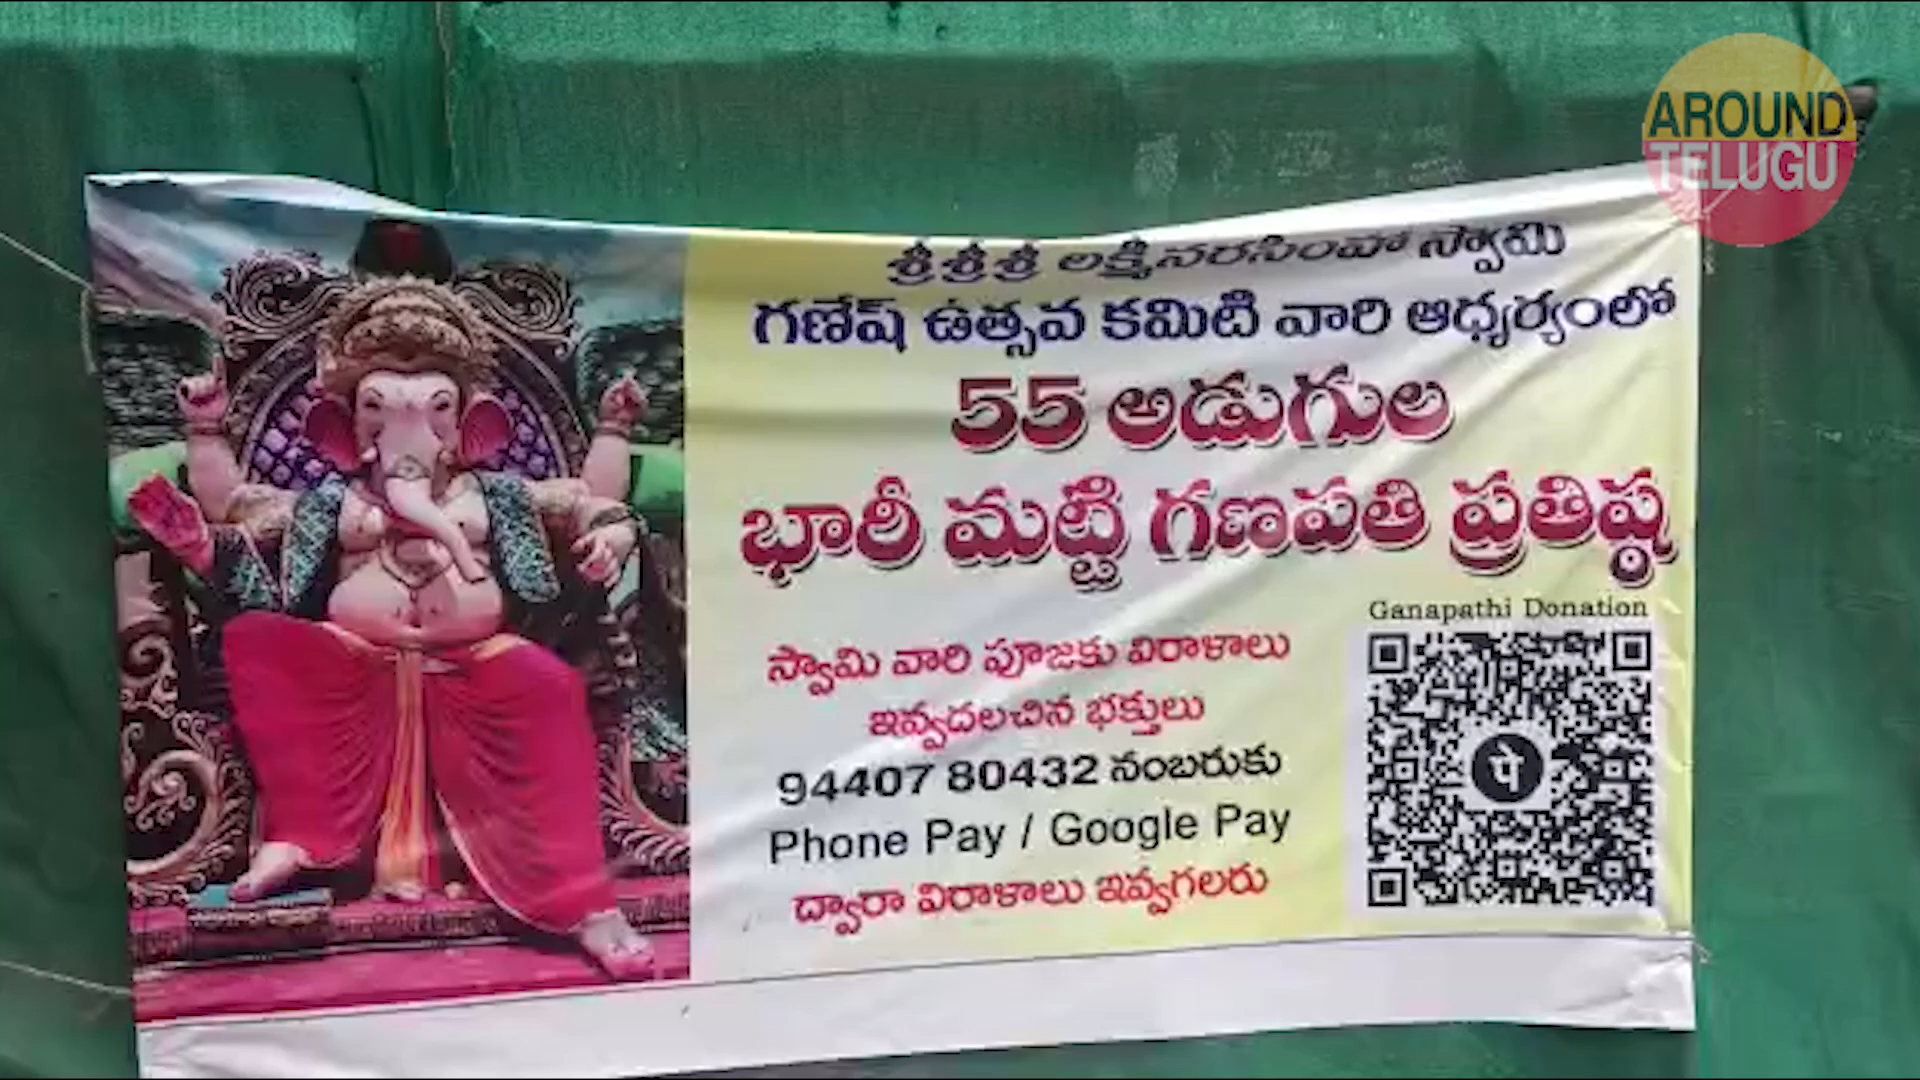 AROUND
TELUGU
శ్రీ శ్రీ శ్రీ లక్ష్మీనరసింహా స్వామి
గణేష్ ఉత్సవ కమిటి వారి ఆధ్వర్యంలో
55 అడుగుల
భారీ మట్టి గణపతి ప్రతిష్ఠ
Ganapathi Donation
స్వామి వారి పూజకు విరాళాలు
ఇవ్వదలచిన భక్తులు
94407 80432 నంబరుకు
Phone Pay / Google Pay
ద్వారా విరాళాలు ఇవ్వగలరు
पे